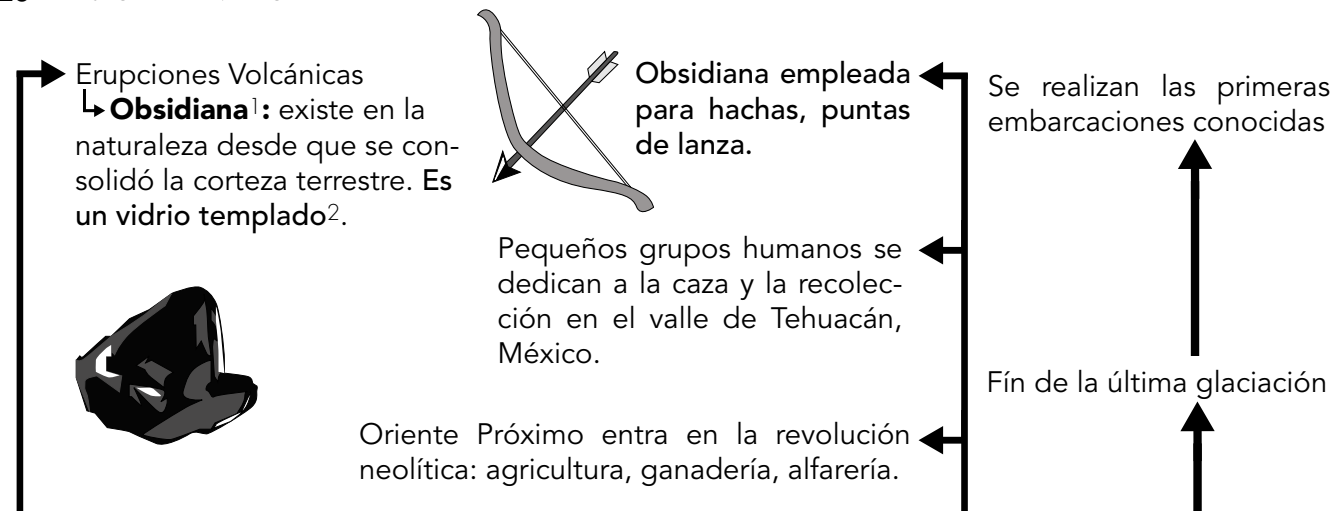 Erupciones Volcánicas
Obsidiana¹: existe en la
naturaleza desde que se con-
solidó la corteza terrestre. Es
un vidrio templado².
Obsidiana empleada
para hachas, puntas
de lanza.
Pequeños grupos humanos se
dedican a la caza y la recolec-
ción en el valle de Tehuacán,
México.
Oriente Próximo entra en la revolución
neolítica: agricultura, ganadería, alfarería.
Se realizan las primeras
embarcaciones conocidas
Fín de la última glaciación